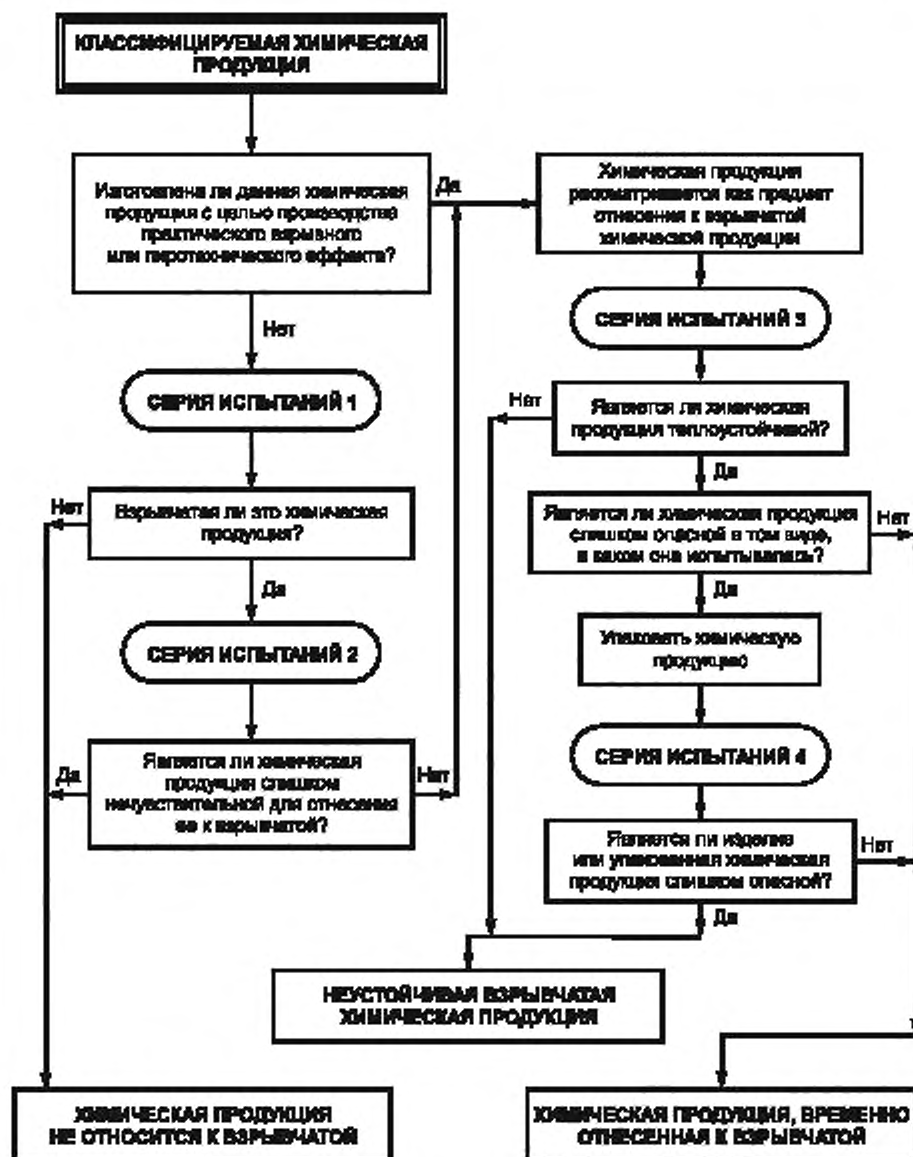 КЛАССИФИЦИРУЕМАЯ ХИМИЧЕСКАЯ
ПРОДУКЦИЯ
Изготовлена ли данная химическая
продукция с целью производства
практического взрывного
или пиротехнического эффекта?
Да
Нет
СЕРИЯ ИСПЫТАНИЙ 1
Взрывчатая ли это химическая
продукция?
Нет
Да
СЕРИЯ ИСПЫТАНИЙ 2
Является ли химическая
продукция слишком
нечувствительной для отнесения
ее к взрывчатой?
Да
Нет
Химическая продукция
рассматривается как предмет
отнесения к взрывчатой
химической продукции
СЕРИЯ ИСПЫТАНИЙ 3
Является ли химическая
продукция теплоустойчивой?
Нет
Да
Является ли химическая продукция
слишком опасной в том виде,
в каком она испытывалась?
Нет
Да
Упаковать химическую
продукцию
СЕРИЯ ИСПЫТАНИЙ 4
Является ли изделие
или упакованная химическая
продукция слишком опасной?
Нет
Да
НЕУСТОЙЧИВАЯ ВЗРЫВЧАТАЯ
ХИМИЧЕСКАЯ ПРОДУКЦИЯ
ХИМИЧЕСКАЯ ПРОДУКЦИЯ
НЕ ОТНОСИТСЯ К ВЗРЫВЧАТОЙ
ХИМИЧЕСКАЯ ПРОДУКЦИЯ, ВРЕМЕННО
ОТНЕСЕННАЯ К ВЗРЫВЧАТОЙ